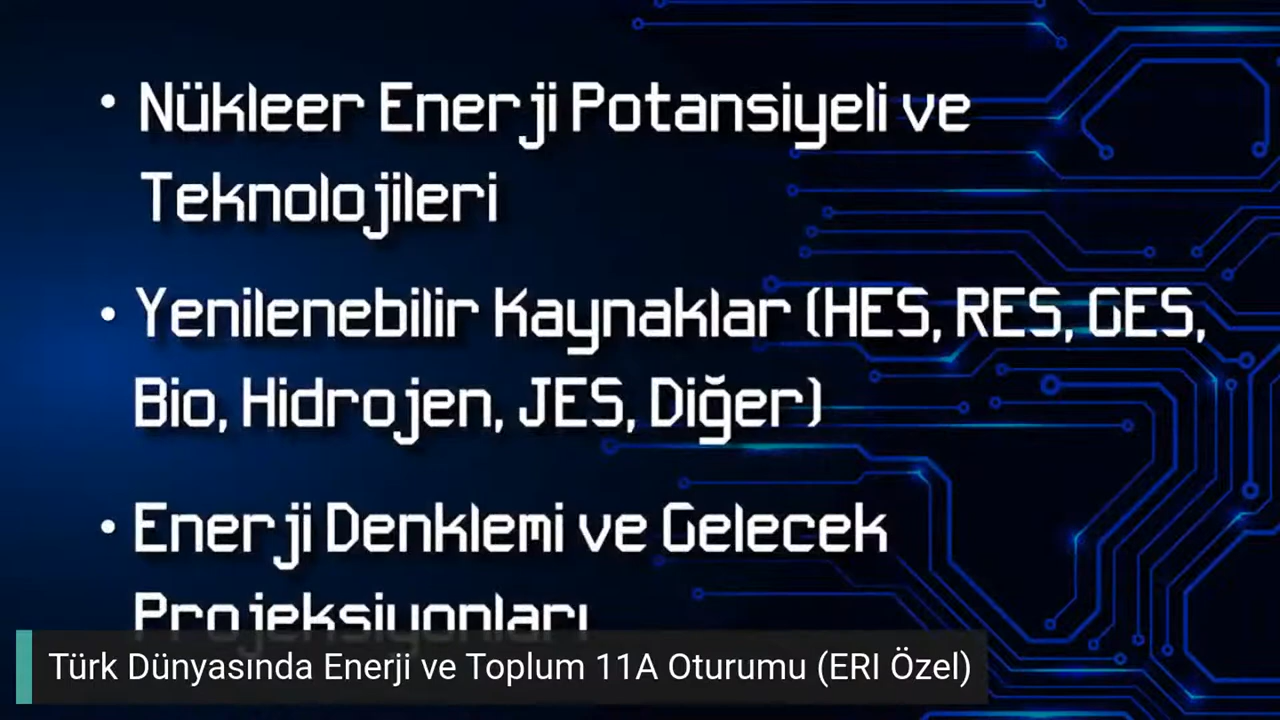 • Nükleer Enerji Potansiyeli ve
Teknolojileri
• Yenilenebilir Kaynaklar (HES, RES, GES,
Bio, Hidrojen, JES, Diğer)
• Enerji Denklemi ve Gelecek
Projeksiyonları
Türk Dünyasında Enerji ve Toplum 11A Oturumu (ERI Özel)